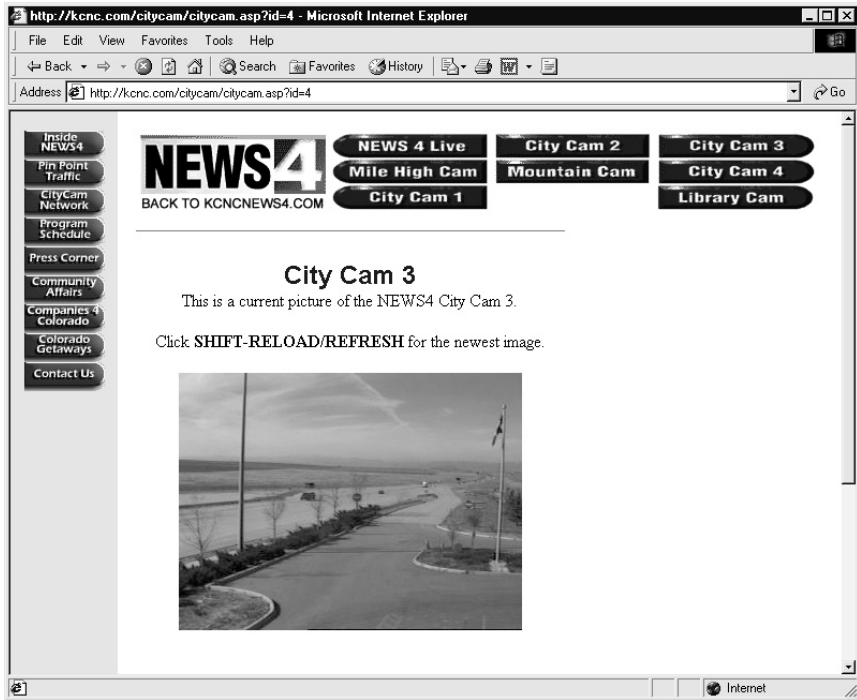 http://kcnc.com/citycam/citycam.asp?id=4 - Microsoft Internet Explorer
File Edit View Favorites Tools Help
Back Search Favorites History
Address http://kcnc.com/citycam/citycam.asp?id=4 Go
Inside NEWS4
Pin Point Traffic
CityCam Network
Program Schedule
Press Corner
Community Affairs
Companies 4 Colorado
Colorado Getaways
Contact Us
NEWS4
BACK TO KCNCNEWS4.COM
NEWS 4 Live City Cam 2 City Cam 3
Mile High Cam Mountain Cam City Cam 4
City Cam 1 Library Cam
City Cam 3
This is a current picture of the NEWS4 City Cam 3.
Click SHIFT-RELOAD/REFRESH for the newest image.
Internet